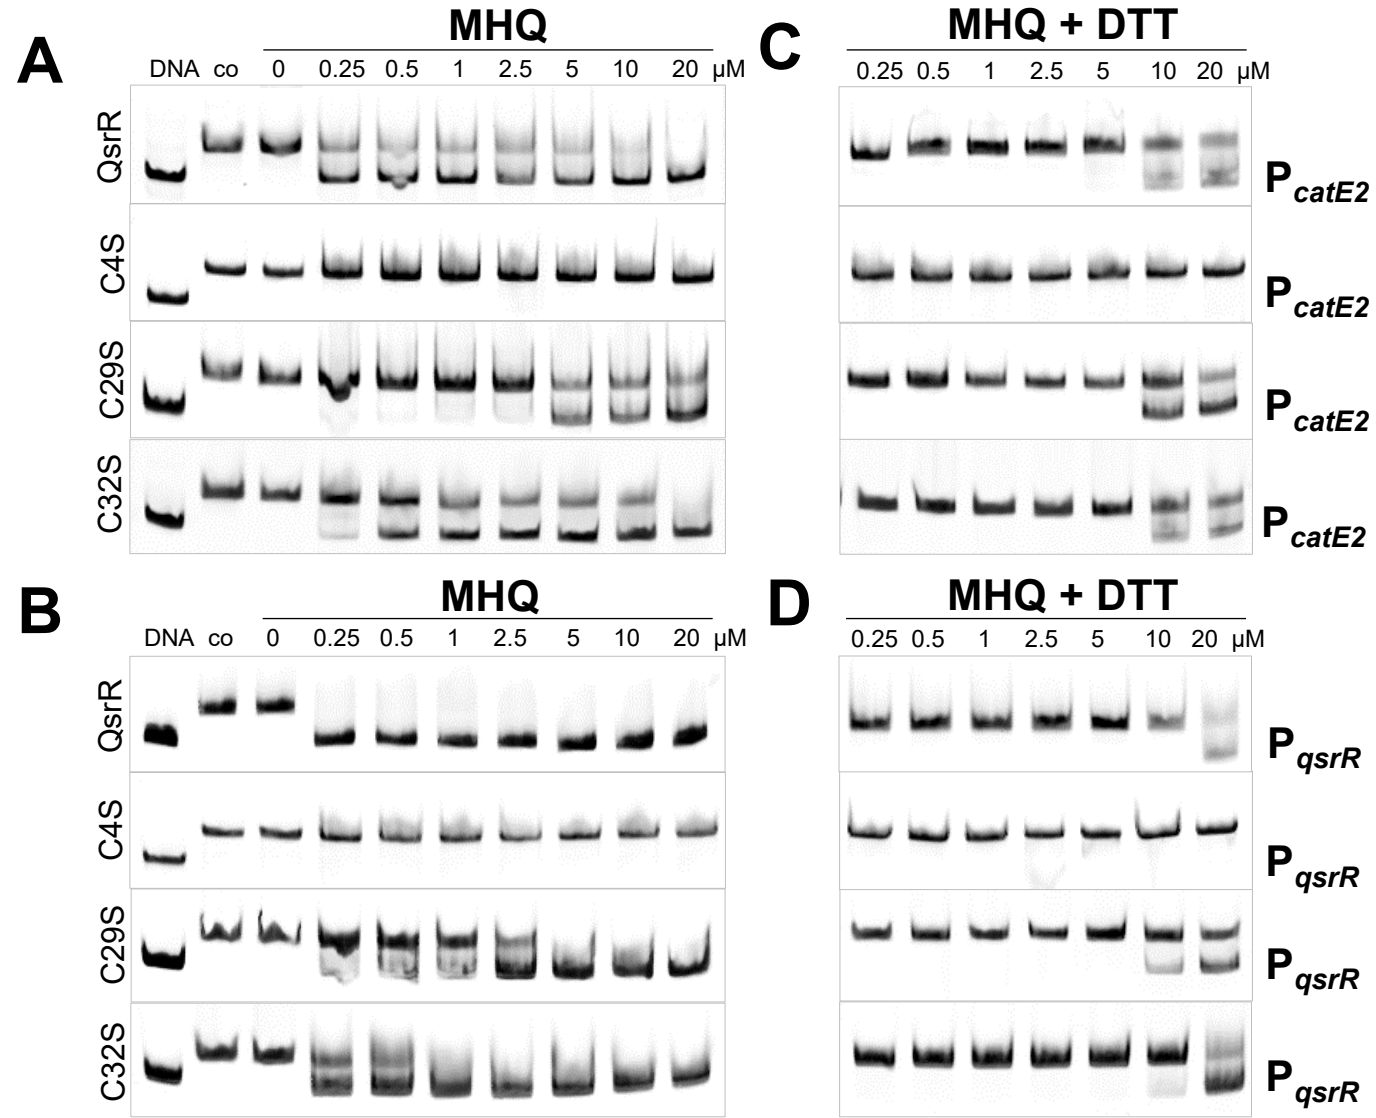 A
MHQ
DNA co 0 0.25 0.5 1 2.5 5 10 20 µM
QsrR
C4S
C29S
C32S
C
MHQ + DTT
0.25 0.5 1 2.5 5 10 20 µM
PcatE2
PcatE2
PcatE2
PcatE2
B
MHQ
DNA co 0 0.25 0.5 1 2.5 5 10 20 µM
QsrR
C4S
C29S
C32S
D
MHQ + DTT
0.25 0.5 1 2.5 5 10 20 µM
PqsrR
PqsrR
PqsrR
PqsrR